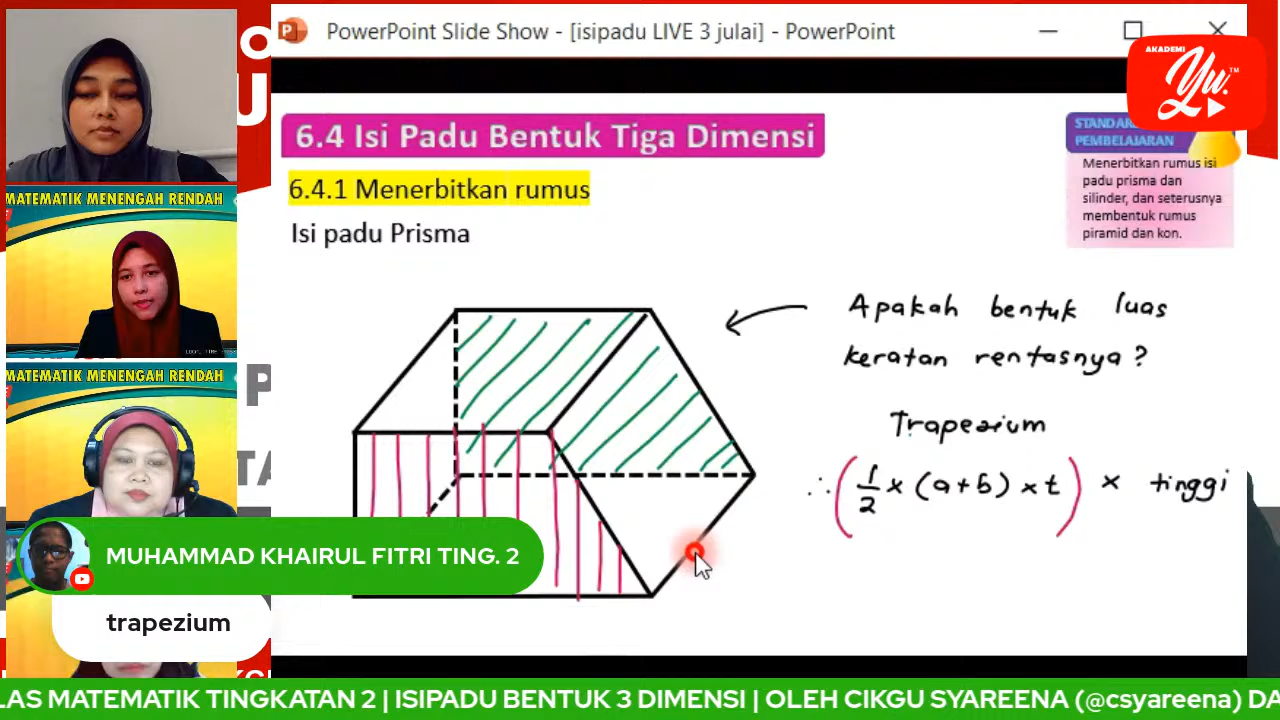 PowerPoint Slide Show - [isipadu LIVE 3 julai] - PowerPoint
AKADEMI
Yu.
TM
6.4 Isi Padu Bentuk Tiga Dimensi
6.4.1 Menerbitkan rumus
Isi padu Prisma
PEMBELAJARAN
Menerbitkan rumus isi
padu prisma dan
silinder, dan seterusnya
membentuk rumus
piramid dan kon.
Apakah bentuk luas
keratan rentasnya?
Trapezium
∴ (1/2 × (a+b) × t) × tinggi
MATEMATIK MENENGAH RENDAH
MATEMATIK MENENGAH RENDAH
MUHAMMAD KHAIRUL FITRI TING. 2
trapezium
LAS MATEMATIK TINGKATAN 2 | ISIPADU BENTUK 3 DIMENSI | OLEH CIKGU SYAREENA (@csyareena) DA